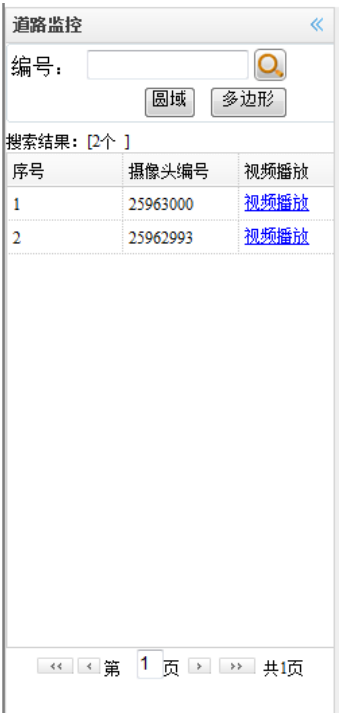 道路监控 «
编号：
圆域 多边形
搜索结果：[2个 ]
序号 摄像头编号 视频播放
1 25963000 视频播放
2 25962993 视频播放
‹‹ ‹ 第 1 页 › ›› 共1页